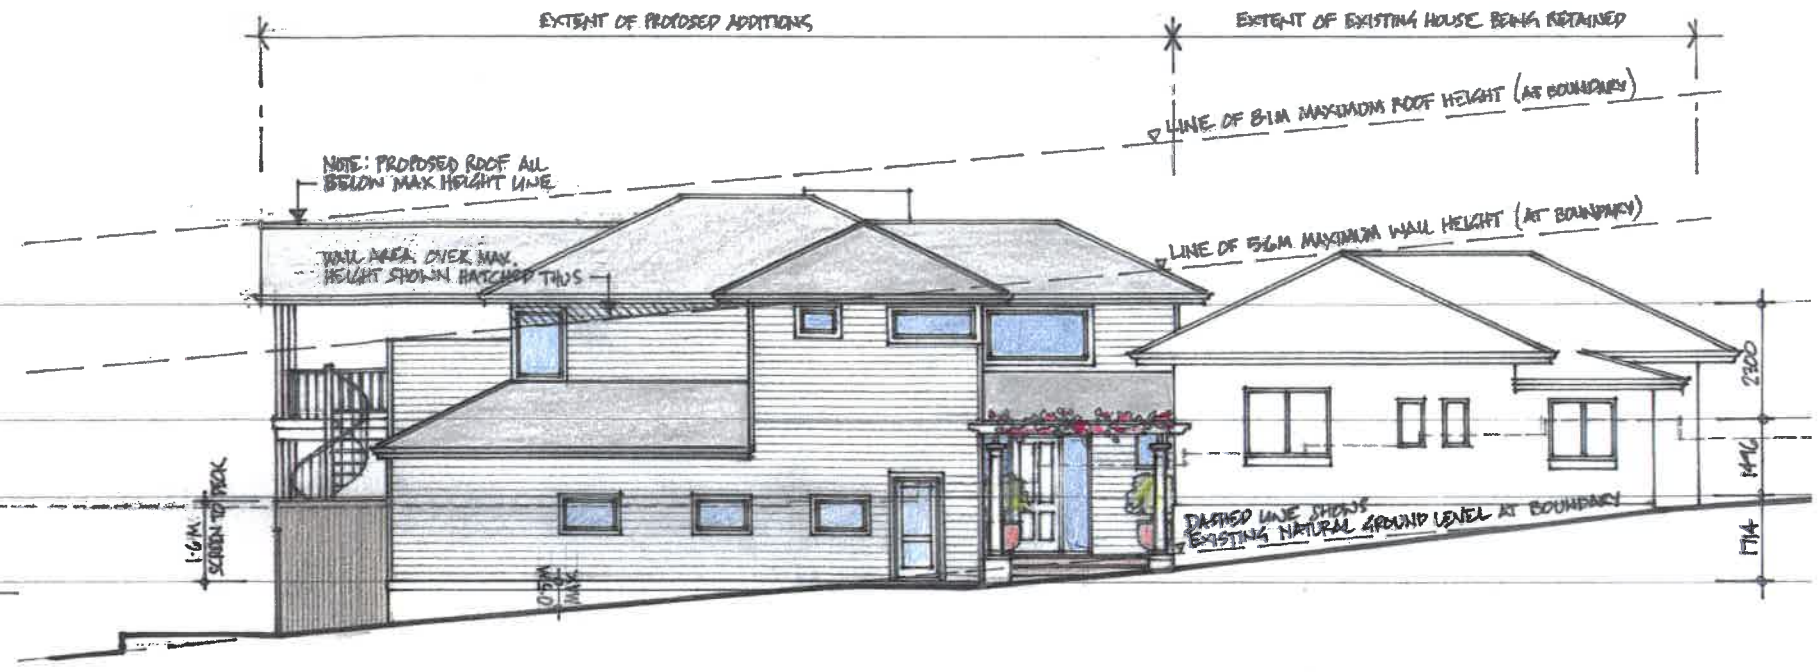 EXTENT OF PROPOSED ADDITIONS
EXTENT OF EXISTING HOUSE BEING RETAINED
LINE OF 8.1M MAXIMUM ROOF HEIGHT (AT BOUNDARY)
NOTE: PROPOSED ROOF ALL
BELOW MAX HEIGHT LINE
LINE OF 5.6M MAXIMUM WALL HEIGHT (AT BOUNDARY)
WALL AREA OVER MAX.
HEIGHT SHOWN HATCHED THUS
2300
1496
1714
1.6M
SCREEN TO DECK
0.5M
MAX.
DASHED LINE SHOWS
EXISTING NATURAL GROUND LEVEL AT BOUNDARY